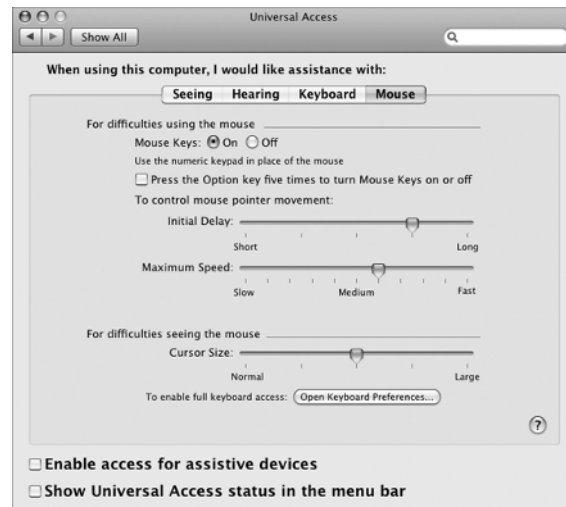 Universal Access
Show All
When using this computer, I would like assistance with:
Seeing Hearing Keyboard Mouse
For difficulties using the mouse
Mouse Keys: On Off
Use the numeric keypad in place of the mouse
Press the Option key five times to turn Mouse Keys on or off
To control mouse pointer movement:
Initial Delay:
Short Long
Maximum Speed:
Slow Medium Fast
For difficulties seeing the mouse
Cursor Size:
Normal Large
To enable full keyboard access: Open Keyboard Preferences...
?
Enable access for assistive devices
Show Universal Access status in the menu bar